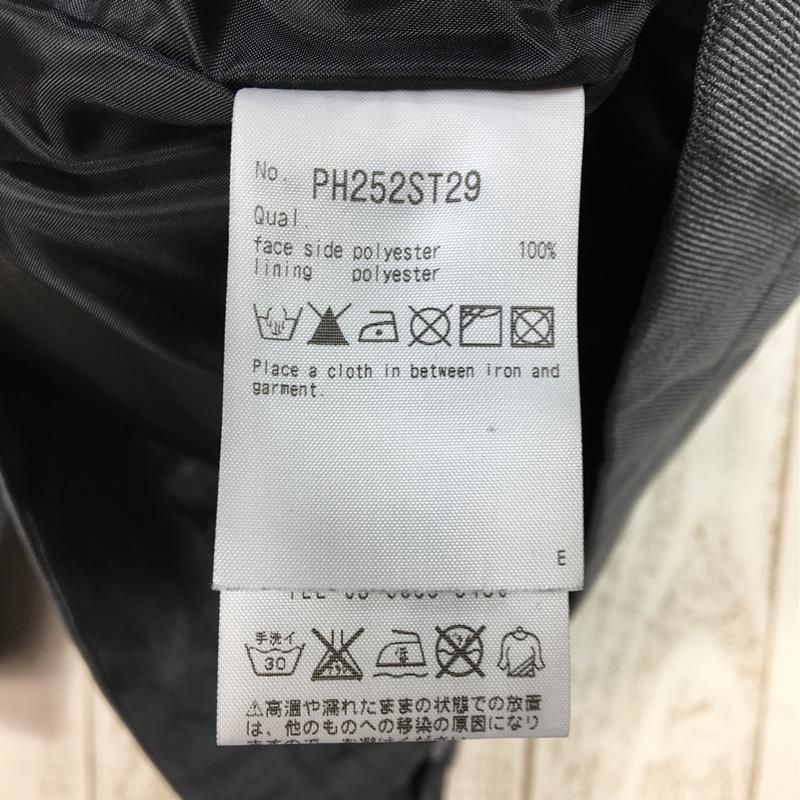 No. PH252ST29
Qual.
face side polyester 100%
lining polyester
Place a cloth in between iron and
garment.
E
手洗イ
30
低
⚠高温や濡れたままの状態での放置
は、他のものへの移染の原因になり